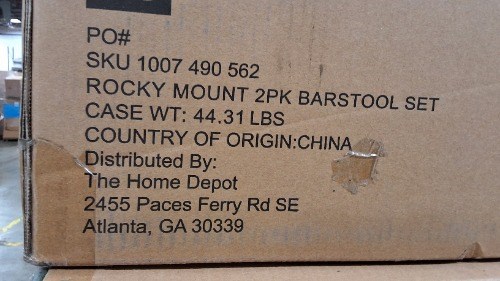 PO#
SKU 1007 490 562
ROCKY MOUNT 2PK BARSTOOL SET
CASE WT: 44.31 LBS
COUNTRY OF ORIGIN:CHINA
Distributed By:
The Home Depot
2455 Paces Ferry Rd SE
Atlanta, GA 30339